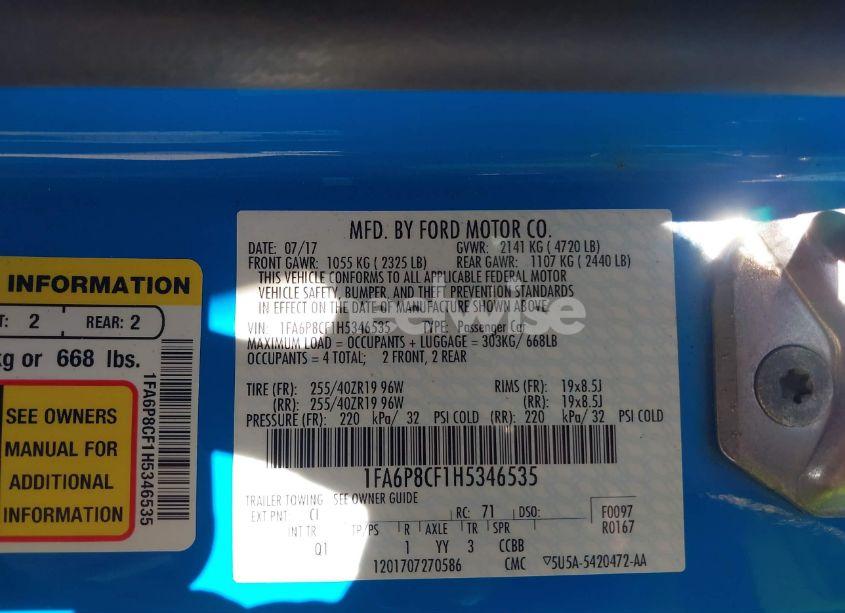 INFORMATION
T: 2 REAR: 2
kg or 668 lbs.
SEE OWNERS
MANUAL FOR
ADDITIONAL
INFORMATION
1FA6P8CF1H5346535
MFD. BY FORD MOTOR CO.
DATE: 07/17 GVWR: 2141 KG ( 4720 LB)
FRONT GAWR: 1055 KG ( 2325 LB) REAR GAWR: 1107 KG ( 2440 LB)
THIS VEHICLE CONFORMS TO ALL APPLICABLE FEDERAL MOTOR
VEHICLE SAFETY, BUMPER, AND THEFT PREVENTION STANDARDS
IN EFFECT ON THE DATE OF MANUFACTURE SHOWN ABOVE.
VIN: 1FA6P8CF1H5346535 TYPE: Passenger Car
MAXIMUM LOAD = OCCUPANTS + LUGGAGE = 303KG/ 668LB
OCCUPANTS = 4 TOTAL; 2 FRONT, 2 REAR
TIRE (FR): 255/40ZR19 96W RIMS (FR): 19x8.5J
(RR): 255/40ZR19 96W (RR): 19x8.5J
PRESSURE (FR): 220 kPa/ 32 PSI COLD (RR): 220 kPa/ 32 PSI COLD
1FA6P8CF1H5346535
TRAILER TOWING SEE OWNER GUIDE
EXT PNT: CI RC: 71 DSO: F0097
R0167
INT TR TP/PS R AXLE TR SPR
Q1 1 YY 3 CCBB
1201707270586 CMC 5U5A-5420472-AA